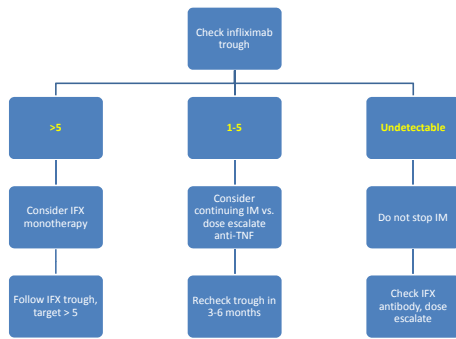 Check infliximab
trough
>5
1-5
Undetectable
Consider IFX
monotherapy
Consider
continuing IM vs.
dose escalate
anti-TNF
Do not stop IM
Follow IFX trough,
target > 5
Recheck trough in
3-6 months
Check IFX
antibody, dose
escalate